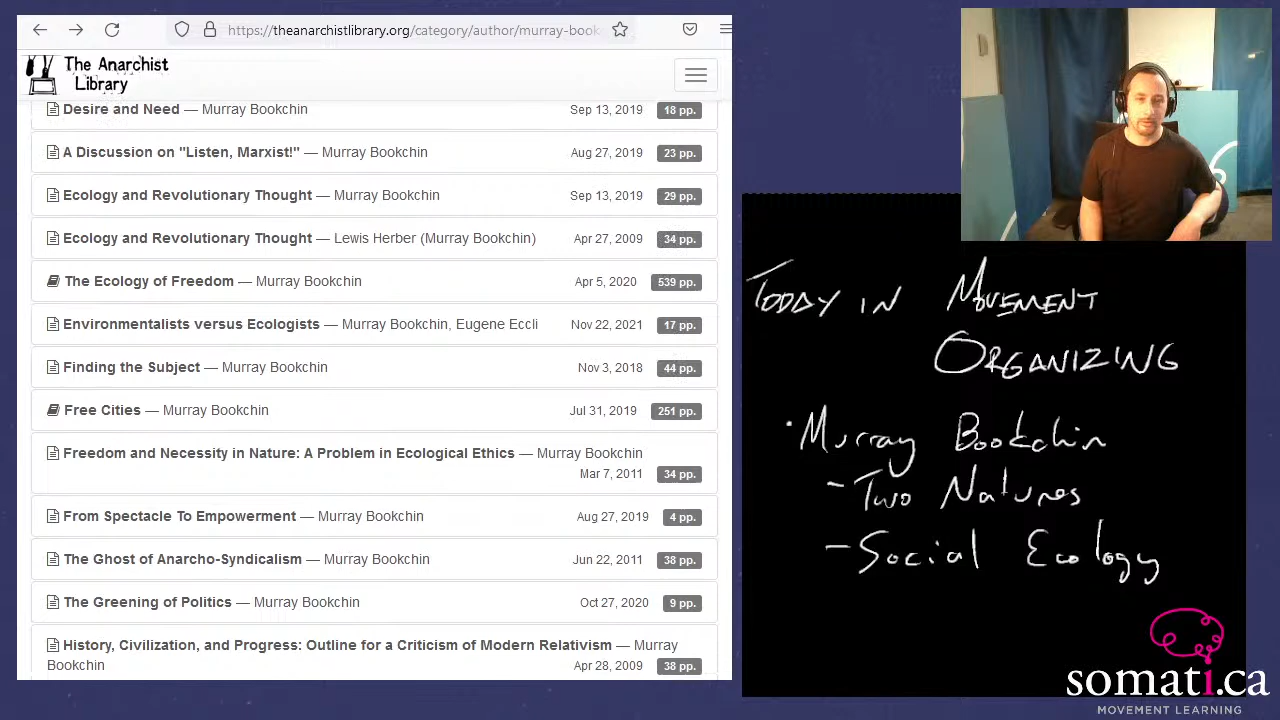 https://theanarchistlibrary.org/category/author/murray-book
The Anarchist
Library
Desire and Need — Murray Bookchin Sep 13, 2019 18 pp.
A Discussion on "Listen, Marxist!" — Murray Bookchin Aug 27, 2019 23 pp.
Ecology and Revolutionary Thought — Murray Bookchin Sep 13, 2019 29 pp.
Ecology and Revolutionary Thought — Lewis Herber (Murray Bookchin) Apr 27, 2009 34 pp.
The Ecology of Freedom — Murray Bookchin Apr 5, 2020 539 pp.
Environmentalists versus Ecologists — Murray Bookchin, Eugene Eccli Nov 22, 2021 17 pp.
Finding the Subject — Murray Bookchin Nov 3, 2018 44 pp.
Free Cities — Murray Bookchin Jul 31, 2019 251 pp.
Freedom and Necessity in Nature: A Problem in Ecological Ethics — Murray Bookchin
Mar 7, 2011 34 pp.
From Spectacle To Empowerment — Murray Bookchin Aug 27, 2019 4 pp.
The Ghost of Anarcho-Syndicalism — Murray Bookchin Jun 22, 2011 38 pp.
The Greening of Politics — Murray Bookchin Oct 27, 2020 9 pp.
History, Civilization, and Progress: Outline for a Criticism of Modern Relativism — Murray
Bookchin Apr 28, 2009 38 pp.
TODAY IN MOVEMENT
ORGANIZING
· Murray Bookchin
- Two Natures
- Social Ecology
somati.ca
MOVEMENT LEARNING